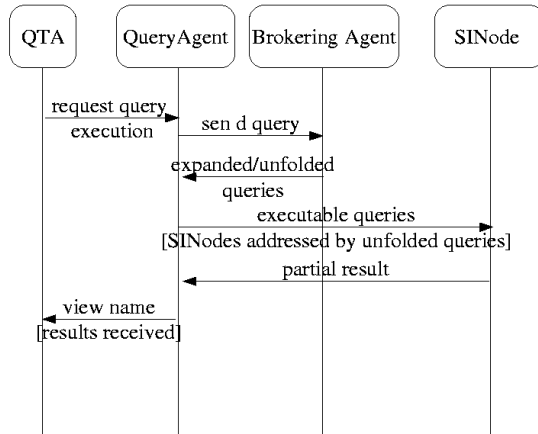 QTA
QueryAgent
Brokering Agent
SINode
request query
execution
sen d query
expanded/unfolded
queries
executable queries
[SINodes addressed by unfolded queries]
partial result
view name
[results received]